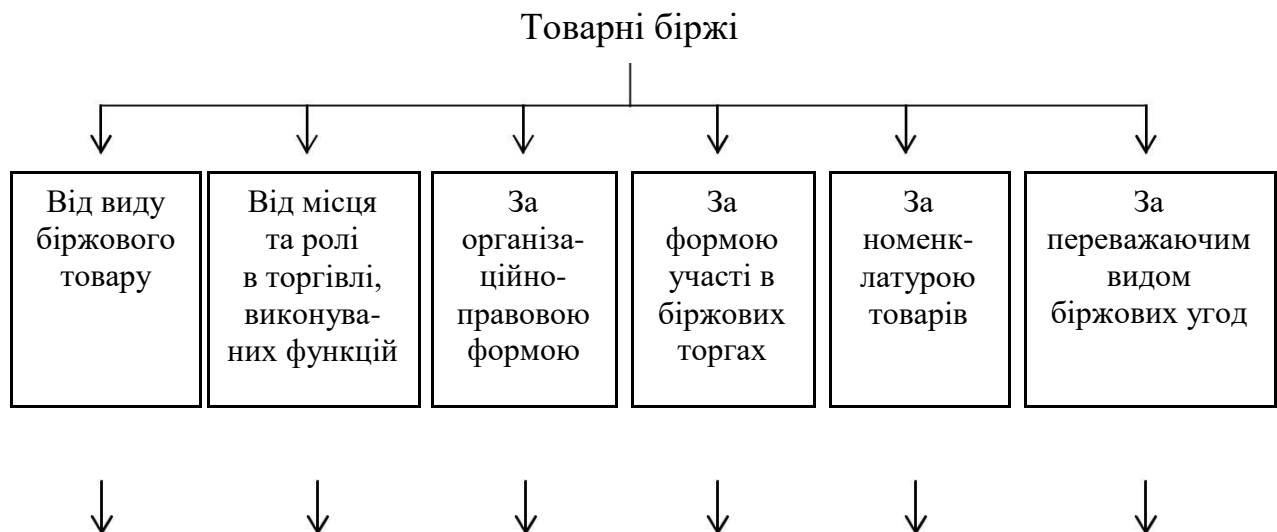 Товарні біржі
Від виду
біржового
товару
Від місця
та ролі
в торгівлі,
виконува-
них функцій
За
організа-
ційно-
правовою
формою
За
формою
участі в
біржових
торгах
За
номенк-
латурою
товарів
За
переважаючим
видом
біржових угод